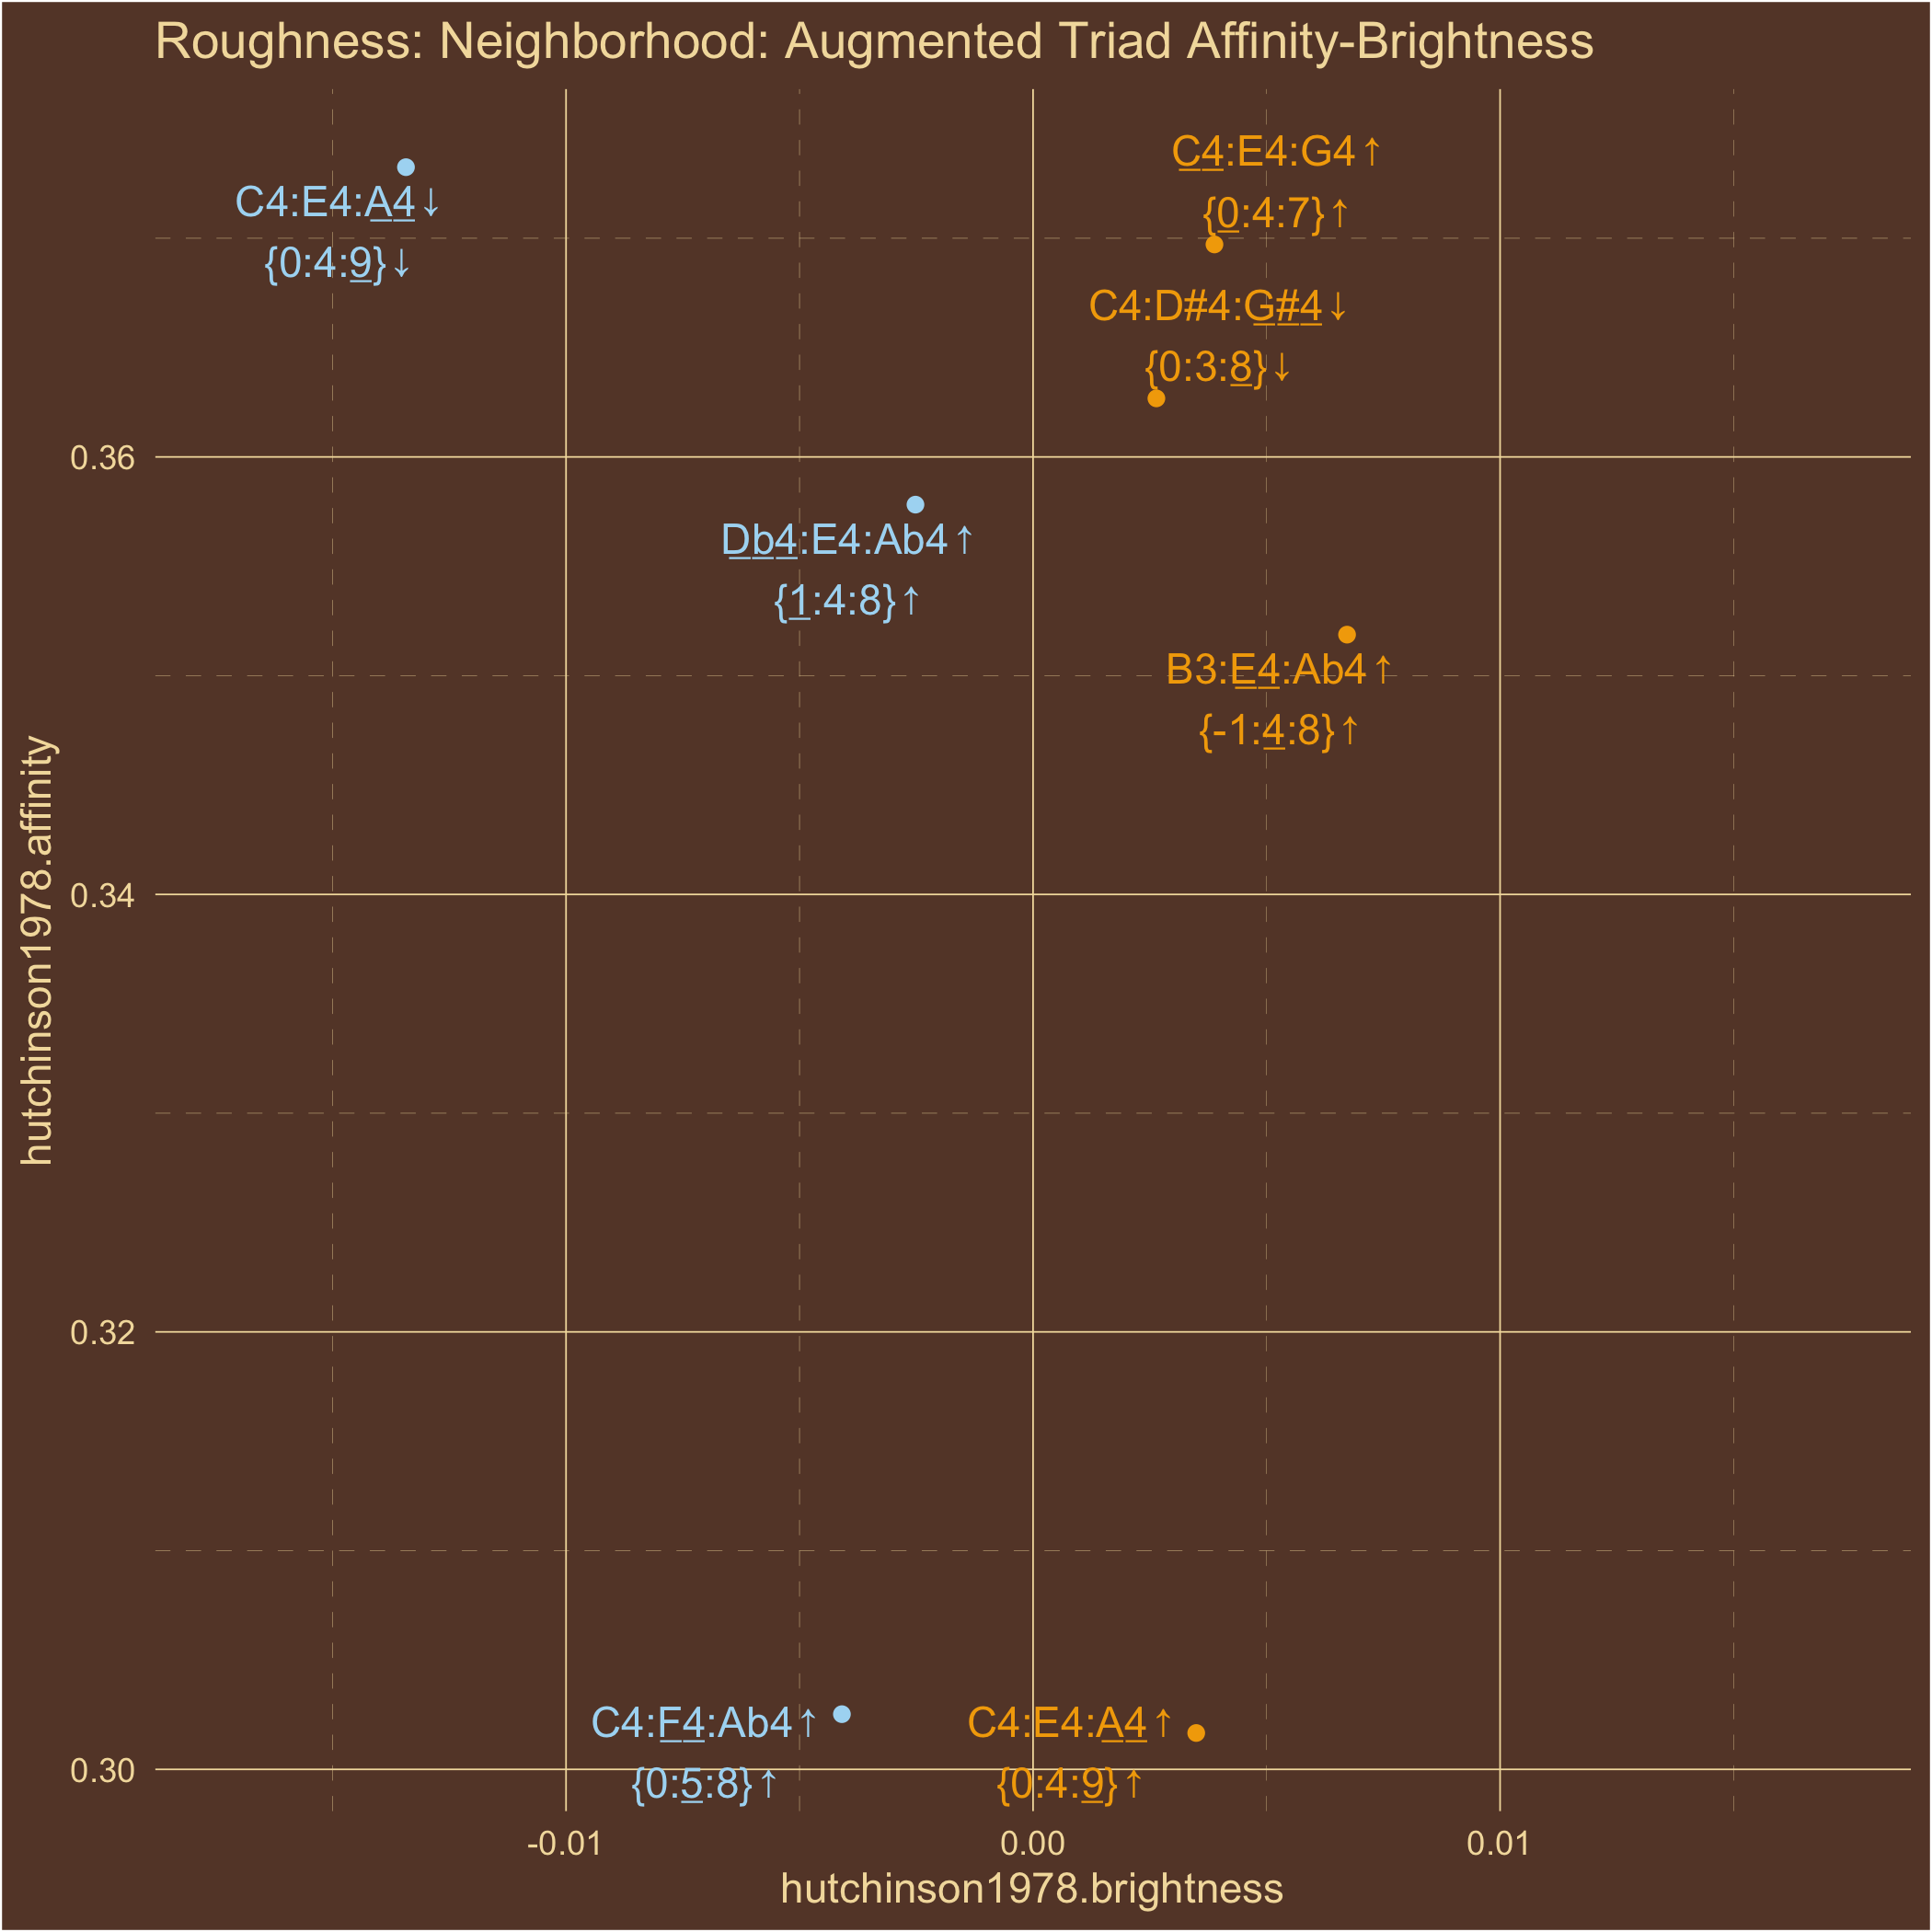 Roughness: Neighborhood: Augmented Triad Affinity-Brightness
C4:E4:G4↑
{0:4:7}↑
C4:E4:A4↓
{0:4:9}↓
C4:D#4:G#4↓
{0:3:8}↓
0.36
Db4:E4:Ab4↑
{1:4:8}↑
B3:E4:Ab4↑
{-1:4:8}↑
hutchinson1978.affinity
0.34
0.32
C4:F4:Ab4↑
{0:5:8}↑
C4:E4:A4↑
{0:4:9}↑
0.30
-0.01
0.00
0.01
hutchinson1978.brightness